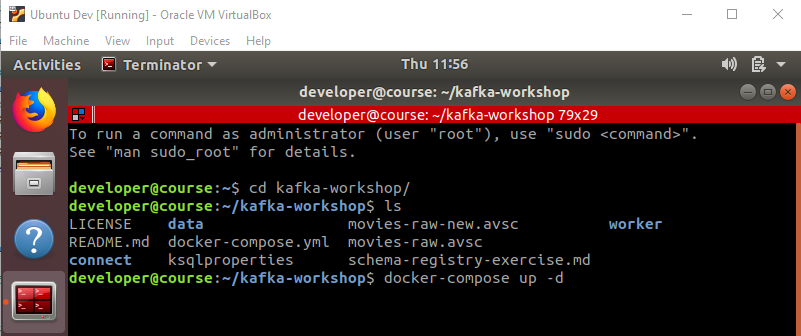 Ubuntu Dev [Running] - Oracle VM VirtualBox
File Machine View Input Devices Help
Activities Terminator Thu 11:56
developer@course: ~/kafka-workshop
developer@course: ~/kafka-workshop 79x29
To run a command as administrator (user "root"), use "sudo <command>".
See "man sudo_root" for details.
developer@course:~$ cd kafka-workshop/
developer@course:~/kafka-workshop$ ls
LICENSE data movies-raw-new.avsc worker
README.md docker-compose.yml movies-raw.avsc
connect ksqlproperties schema-registry-exercise.md
developer@course:~/kafka-workshop$ docker-compose up -d